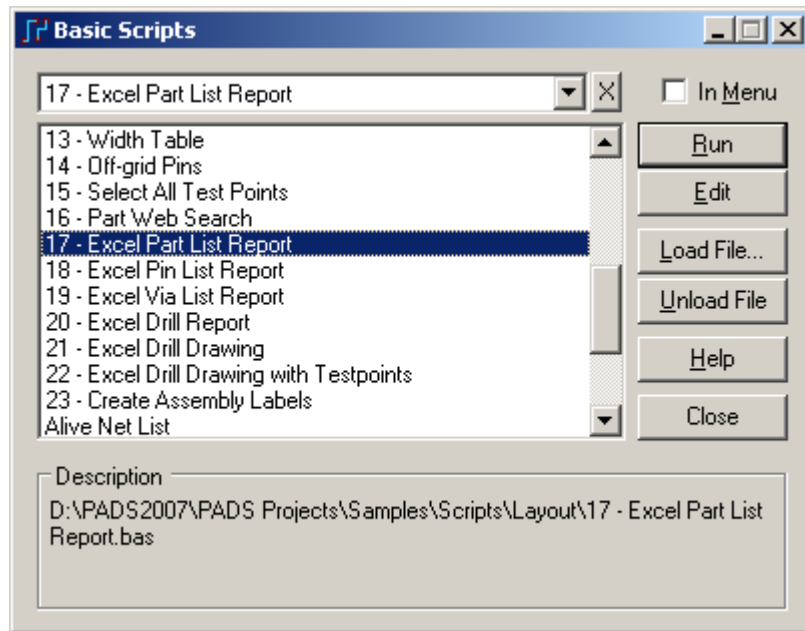 Basic Scripts
17 - Excel Part List Report
In Menu
13 - Width Table
14 - Off-grid Pins
15 - Select All Test Points
16 - Part Web Search
17 - Excel Part List Report
18 - Excel Pin List Report
19 - Excel Via List Report
20 - Excel Drill Report
21 - Excel Drill Drawing
22 - Excel Drill Drawing with Testpoints
23 - Create Assembly Labels
Alive Net List
Run
Edit
Load File...
Unload File
Help
Close
Description
D:\PADS2007\PADS Projects\Samples\Scripts\Layout\17 - Excel Part List
Report.bas